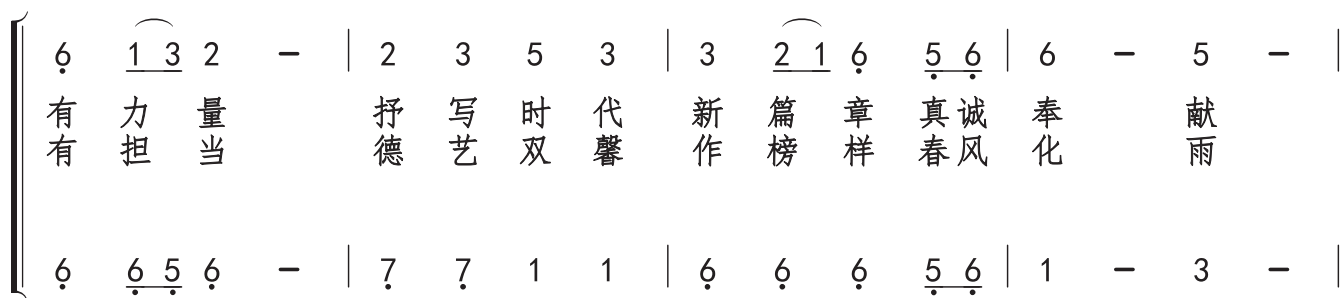 6̣ 1 3 2 - | 2 3 5 3 | 3 2 1 6̣ 5̣ 6̣ | 6 - 5 - |
有 力 量 抒 写 时 代 新 篇 章 真 诚 奉 献
有 担 当 德 艺 双 馨 作 榜 样 春 风 化 雨
6̣ 6̣ 5̣ 6̣ - | 7̣ 7̣ 1 1 | 6̣ 6̣ 6̣ 5̣ 6̣ | 1 - 3 - |